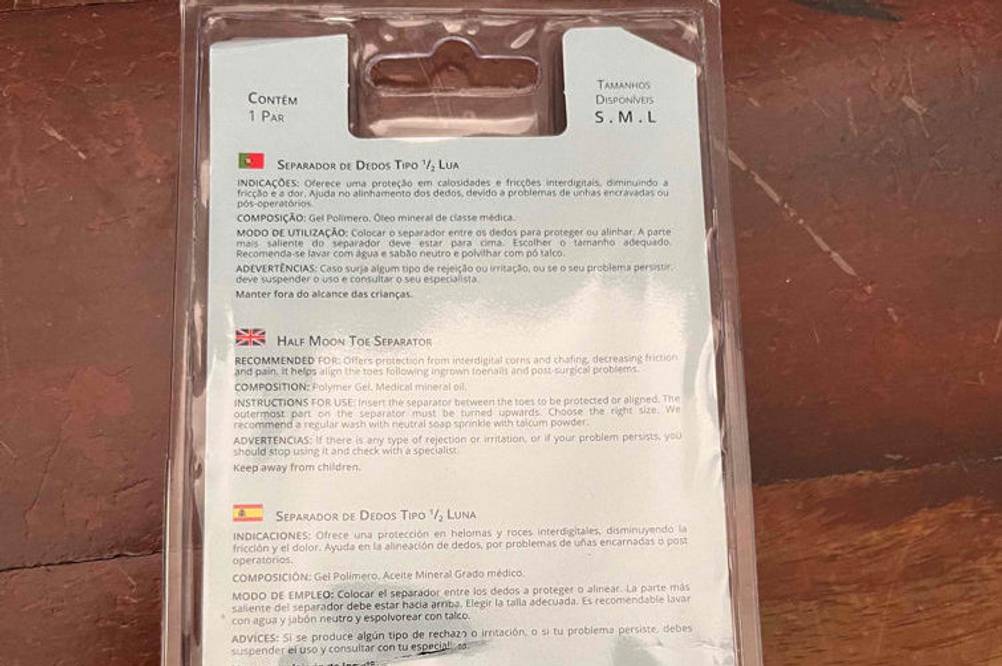 CONTÉM
1 PAR
TAMANHOS
DISPONÍVEIS
S . M . L
SEPARADOR DE DEDOS TIPO 1/2 LUA
INDICAÇÕES: Oferece uma proteção em calosidades e fricções interdigitais, diminuindo a
fricção e a dor. Ajuda no alinhamento dos dedos, devido a problemas de unhas encravadas ou
pós-operatórios.
COMPOSIÇÃO: Gel Polímero, Óleo mineral de classe médica.
MODO DE UTILIZAÇÃO: Colocar o separador entre os dedos para proteger ou alinhar. A parte
mais saliente do separador deve estar para cima. Escolher o tamanho adequado.
Recomenda-se lavar com água e sabão neutro e polvilhar com pó talco.
ADEVERTÊNCIAS: Caso surja algum tipo de rejeição ou irritação, ou se o seu problema persistir,
deve suspender o uso e consultar o seu especialista.
Manter fora do alcance das crianças.
HALF MOON TOE SEPARATOR
RECOMMENDED FOR: Offers protection from interdigital corns and chafing, decreasing friction
and pain. It helps align the toes following ingrown toenails and post-surgical problems.
COMPOSITION: Polymer Gel, Medical mineral oil.
INSTRUCTIONS FOR USE: Insert the separator between the toes to be protected or aligned. The
outermost part on the separator must be turned upwards. Choose the right size. We
recommend a regular wash with neutral soap sprinkle with talcum powder.
ADVERTENCIAS: If there is any type of rejection or irritation, or if your problem persists, you
should stop using it and check with a specialist.
Keep away from children.
SEPARADOR DE DEDOS TIPO 1/2 LUNA
INDICACIONES: Ofrece una protección en helomas y roces interdigitales, disminuyendo la
fricción y el dolor. Ayuda en la alineación de dedos, por problemas de uñas encarnadas o post
operatorios.
COMPOSICIÓN: Gel Polímero, Aceite Mineral Grado médico.
MODO DE EMPLEO: Colocar el separador entre los dedos a proteger o alinear. La parte más
saliente del separador debe estar hacia arriba. Elegir la talla adecuada. Es recomendable lavar
con agua y jabón neutro y espolvorear con talco.
ADVICES: Si se produce algún tipo de rechazo o irritación, o si tu problema persiste, debes
suspender el uso y consultar con tu especialista.